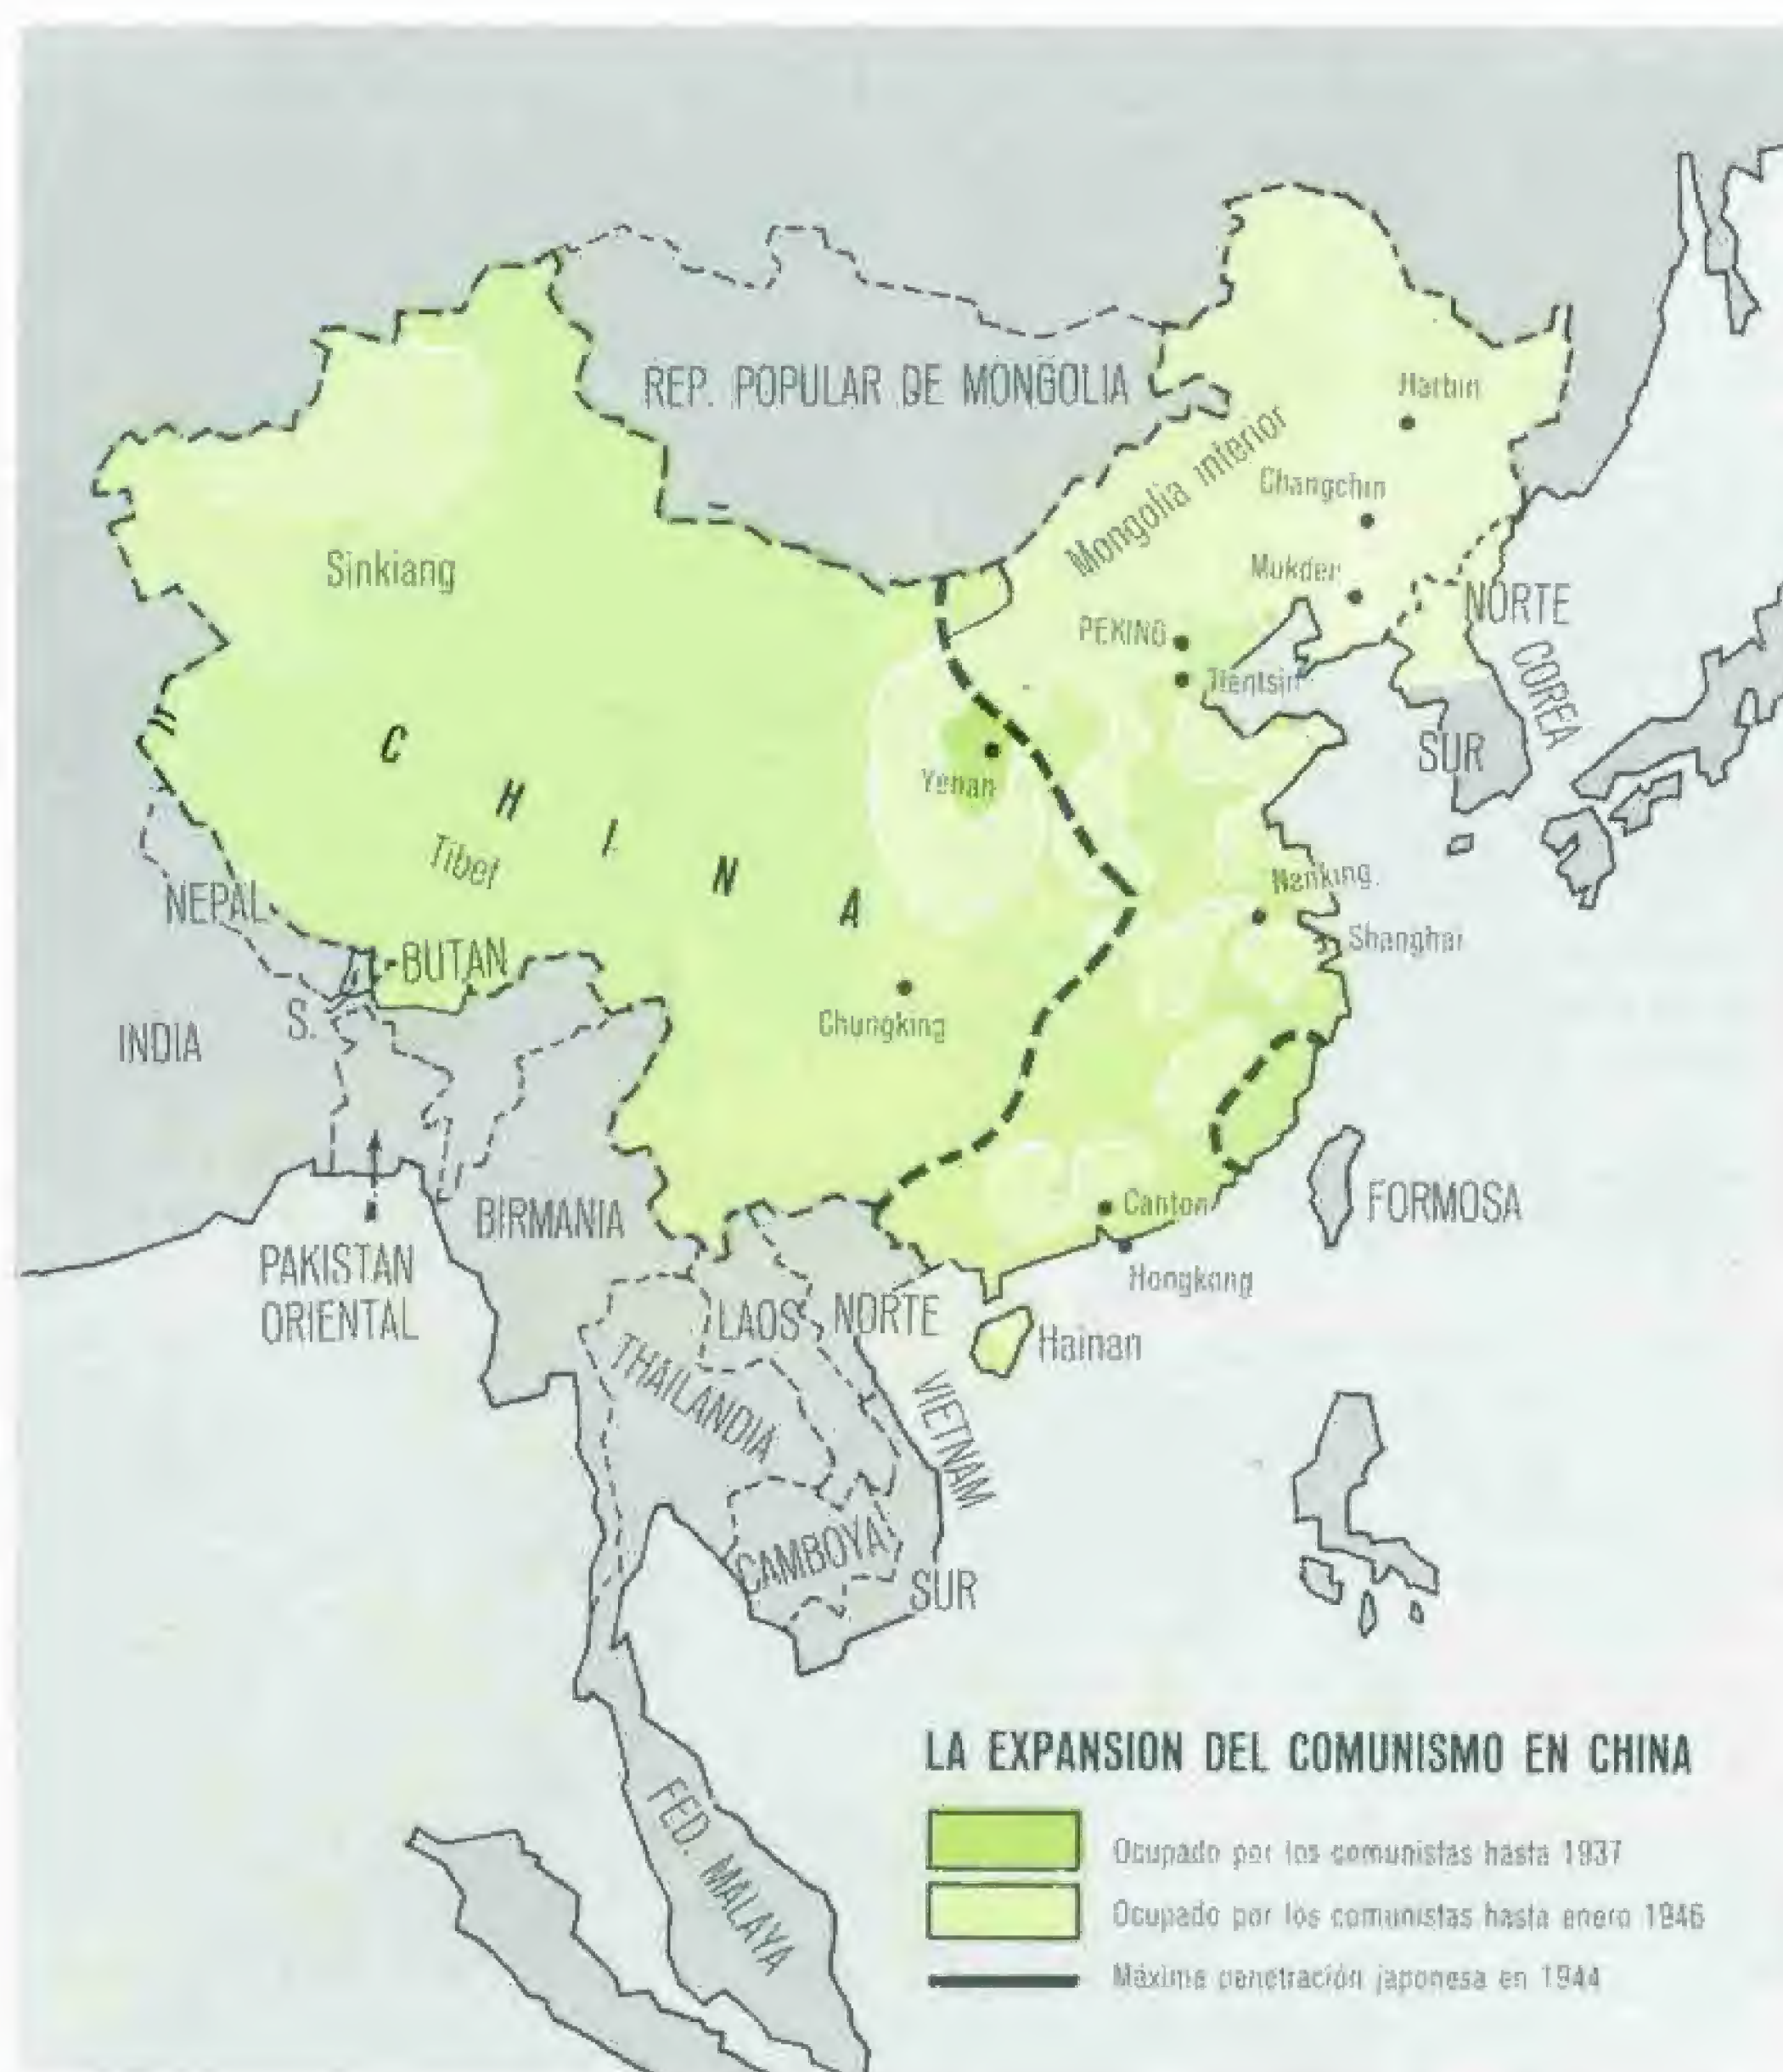 REP. POPULAR DE MONGOLIA
Harbin
Mongolia interior
Changchin
Sinkiang
Mukden
NORTE
PEKING
COREA
Tientsin
SUR
CHINA
Yenan
Tibet
Nanking
NEPAL
Shanghai
BUTAN
S.
INDIA
Chungking
BIRMANIA
Canton
FORMOSA
PAKISTAN
ORIENTAL
Hongkong
LAOS
NORTE
Hainan
THAILANDIA
VIETNAM
CAMBOYA
SUR
FED. MALAYA
LA EXPANSION DEL COMUNISMO EN CHINA
Ocupado por los comunistas hasta 1937
Ocupado por los comunistas hasta enero 1946
Máxima penetración japonesa en 1944